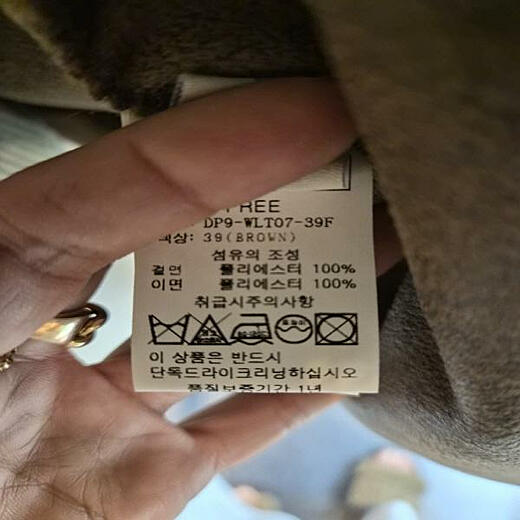 FREE
DP9-WLT07-39F
색상: 39(BROWN)
섬유의 조성
겉면 폴리에스터 100%
이면 폴리에스터 100%
취급시주의사항
드라이
이 상품은 반드시
단독드라이크리닝하십시오
품질보증기간 1년